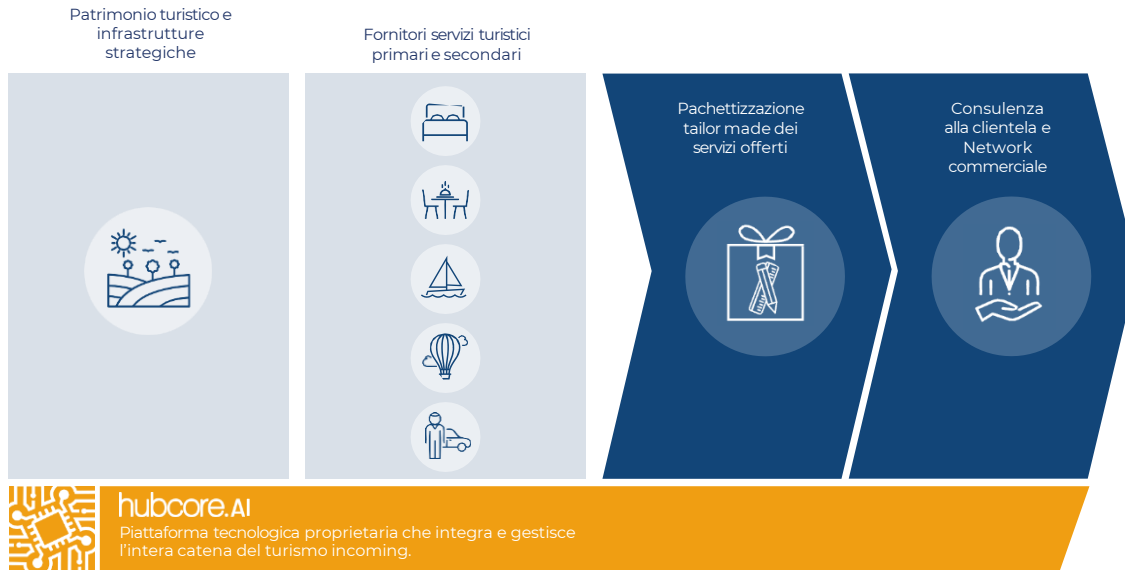 Patrimonio turistico e
infrastrutture
strategiche
Fornitori servizi turistici
primari e secondari
Pachettizzazione
tailor made dei
servizi offerti
Consulenza
alla clientela e
Network
commerciale
hubcore.AI
Piattaforma tecnologica proprietaria che integra e gestisce
l'intera catena del turismo incoming.